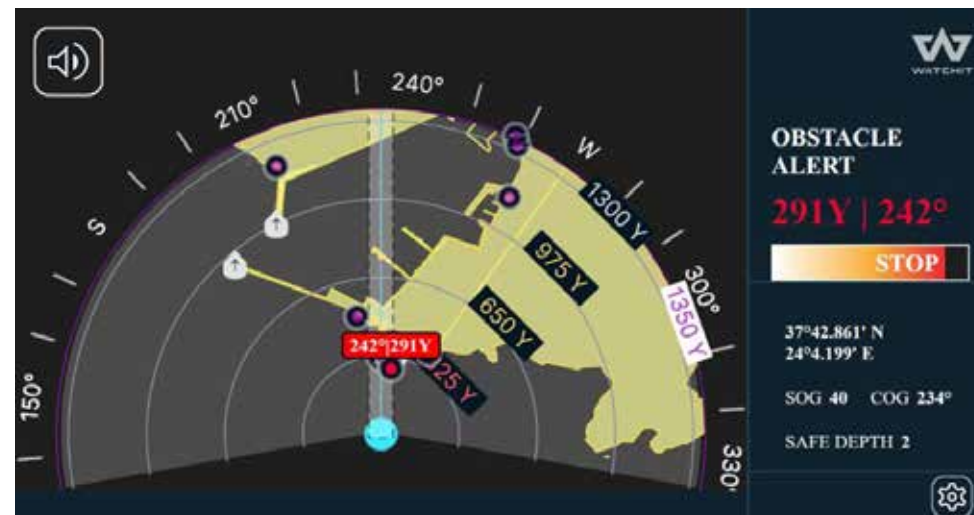 240°
210°
W
S
1300 Y
975 Y
300°
1350 Y
650 Y
242°|291Y
25 Y
150°
330°
WATCHIT
OBSTACLE
ALERT
291Y | 242°
STOP
37°42.861' N
24°4.199' E
SOG 40 COG 234°
SAFE DEPTH 2